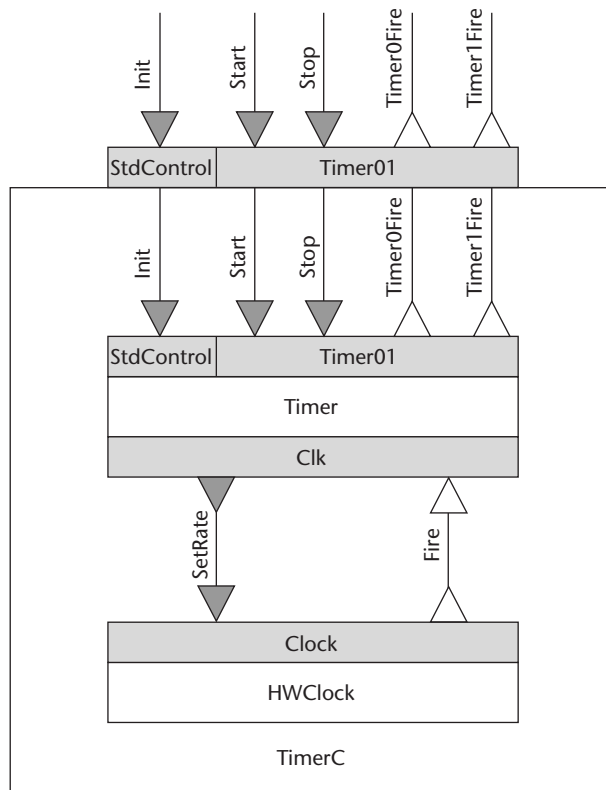 Init
Start
Stop
Timer0Fire
Timer1Fire
StdControl
Timer01
Init
Start
Stop
Timer0Fire
Timer1Fire
StdControl
Timer01
Timer
Clk
SetRate
Fire
Clock
HWClock
TimerC